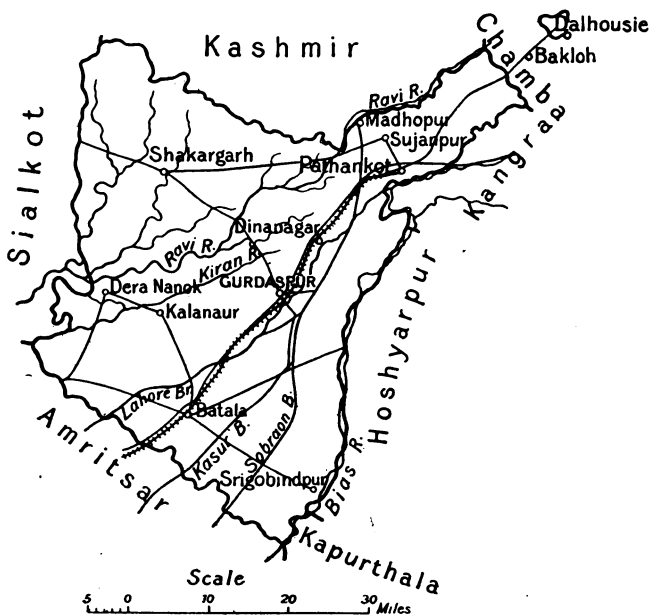 Kashmir
Chamba
Dalhousie
Bakloh
Ravi R.
Madhopur
Sujanpur
Sialkot
Shakargarh
Pathankot
Kangra
Dinanagar
Ravi R.
Kiran R.
GURDASPUR
Dera Nanok
Kalanaur
Hoshyarpur
Lahore Br.
Batala
Amritsar
Kasur B.
Sobraon B.
Srigobindpur
Bias R.
Kapurthala
Scale
5 0 10 20 30 Miles